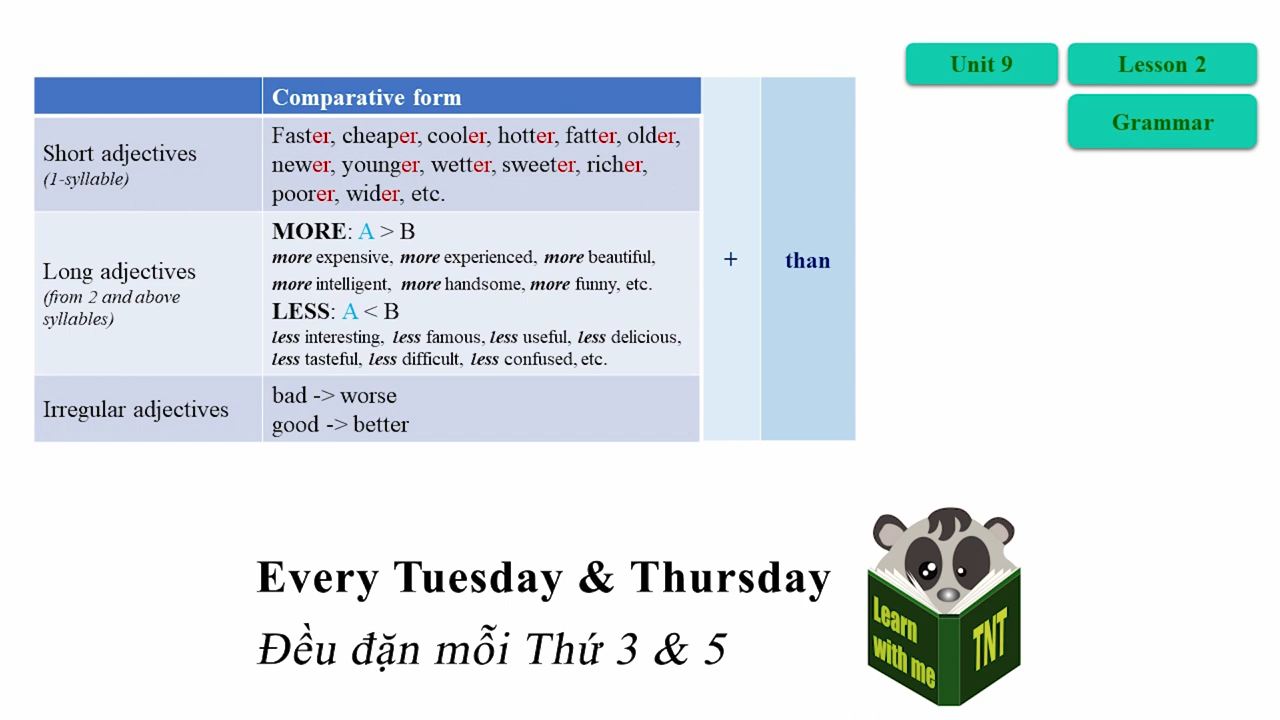 Unit 9
Lesson 2
Grammar
Comparative form
Short adjectives
(1-syllable)
Faster, cheaper, cooler, hotter, fatter, older,
newer, younger, wetter, sweeter, richer,
poorer, wider, etc.
Long adjectives
(from 2 and above
syllables)
MORE: A > B
more expensive, more experienced, more beautiful,
more intelligent, more handsome, more funny, etc.
LESS: A < B
less interesting, less famous, less useful, less delicious,
less tasteful, less difficult, less confused, etc.
Irregular adjectives
bad -> worse
good -> better
+
than
Every Tuesday & Thursday
Đều đặn mỗi Thứ 3 & 5
Learn
with me
TNT